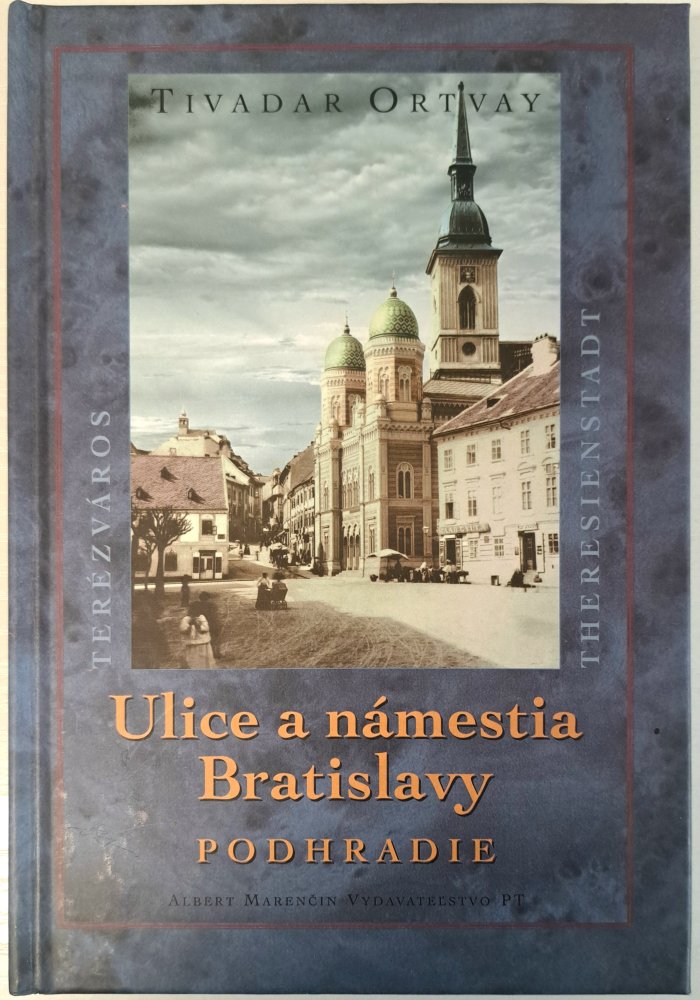 TIVADAR ORTVAY
TERÉZVÁROS
THERESIENSTADT
Ulice a námestia
Bratislavy
PODHRADIE
ALBERT MARENČIN VYDAVATEĽSTVO PT